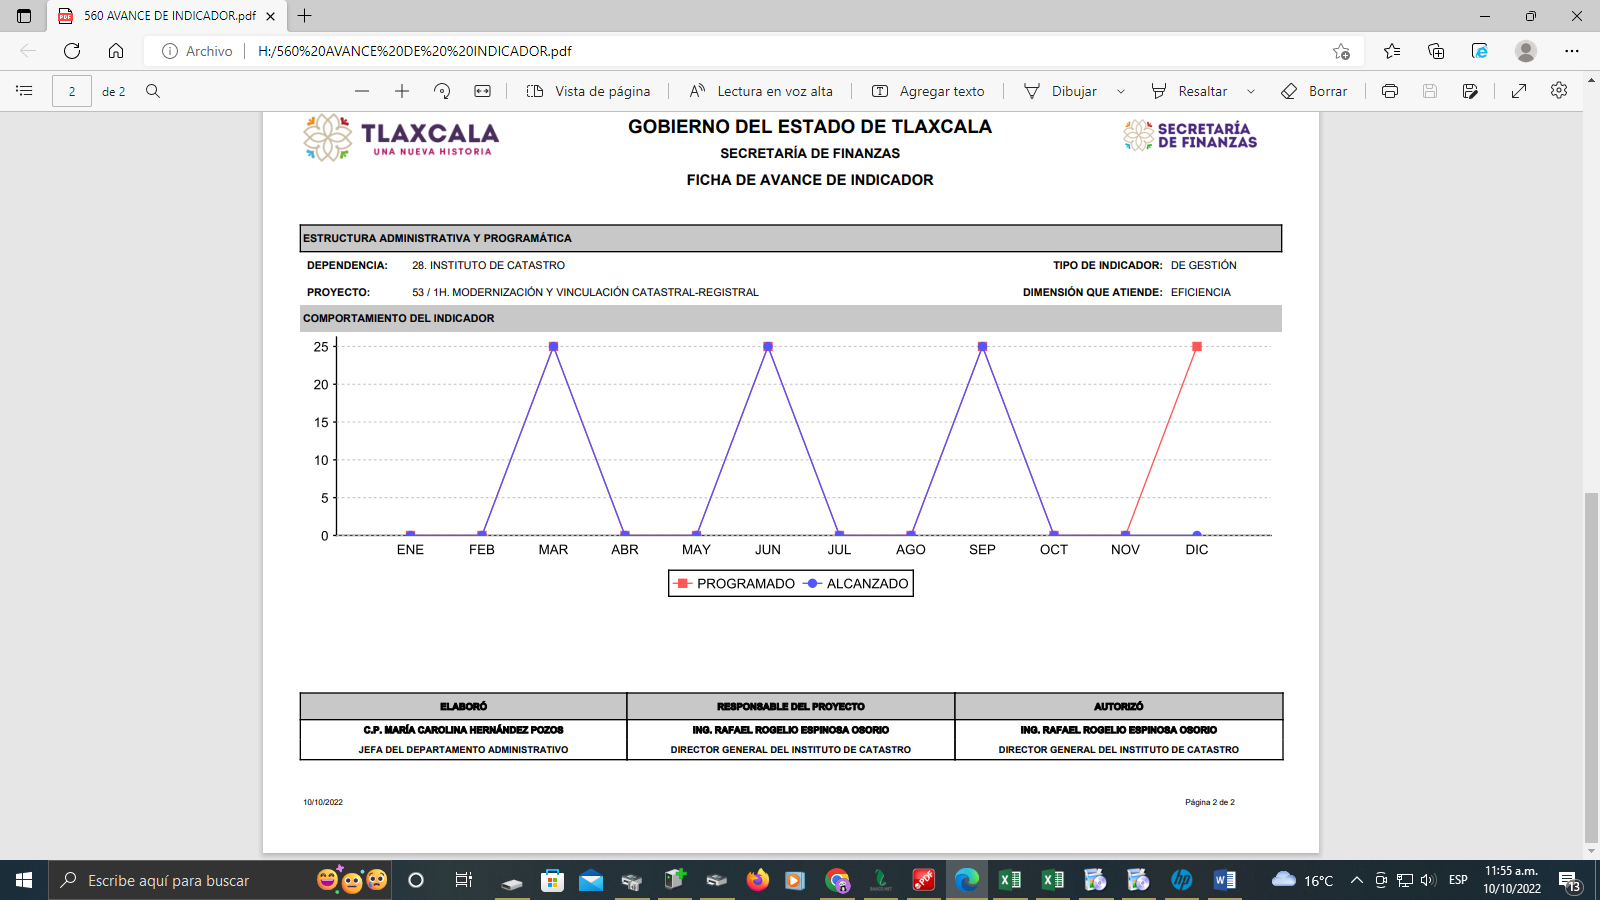 560 AVANCE DE INDICADOR.pdf
Archivo H:/560%20AVANCE%20DE%20%20INDICADOR.pdf
2 de 2 Vista de página Lectura en voz alta Agregar texto Dibujar Resaltar Borrar
TLAXCALA
UNA NUEVA HISTORIA
GOBIERNO DEL ESTADO DE TLAXCALA
SECRETARÍA DE FINANZAS
FICHA DE AVANCE DE INDICADOR
SECRETARÍA
DE FINANZAS
ESTRUCTURA ADMINISTRATIVA Y PROGRAMÁTICA
DEPENDENCIA: 28. INSTITUTO DE CATASTRO TIPO DE INDICADOR: DE GESTIÓN
PROYECTO: 53 / 1H. MODERNIZACIÓN Y VINCULACIÓN CATASTRAL-REGISTRAL DIMENSIÓN QUE ATIENDE: EFICIENCIA
COMPORTAMIENTO DEL INDICADOR
25
20
15
10
5
0
ENE FEB MAR ABR MAY JUN JUL AGO SEP OCT NOV DIC
PROGRAMADO ALCANZADO
ELABORÓ RESPONSABLE DEL PROYECTO AUTORIZÓ
C.P. MARÍA CAROLINA HERNÁNDEZ POZOS ING. RAFAEL ROGELIO ESPINOSA OSORIO ING. RAFAEL ROGELIO ESPINOSA OSORIO
JEFA DEL DEPARTAMENTO ADMINISTRATIVO DIRECTOR GENERAL DEL INSTITUTO DE CATASTRO DIRECTOR GENERAL DEL INSTITUTO DE CATASTRO
10/10/2022 Página 2 de 2
Escribe aquí para buscar
16°C ESP
11:55 a.m.
10/10/2022
13